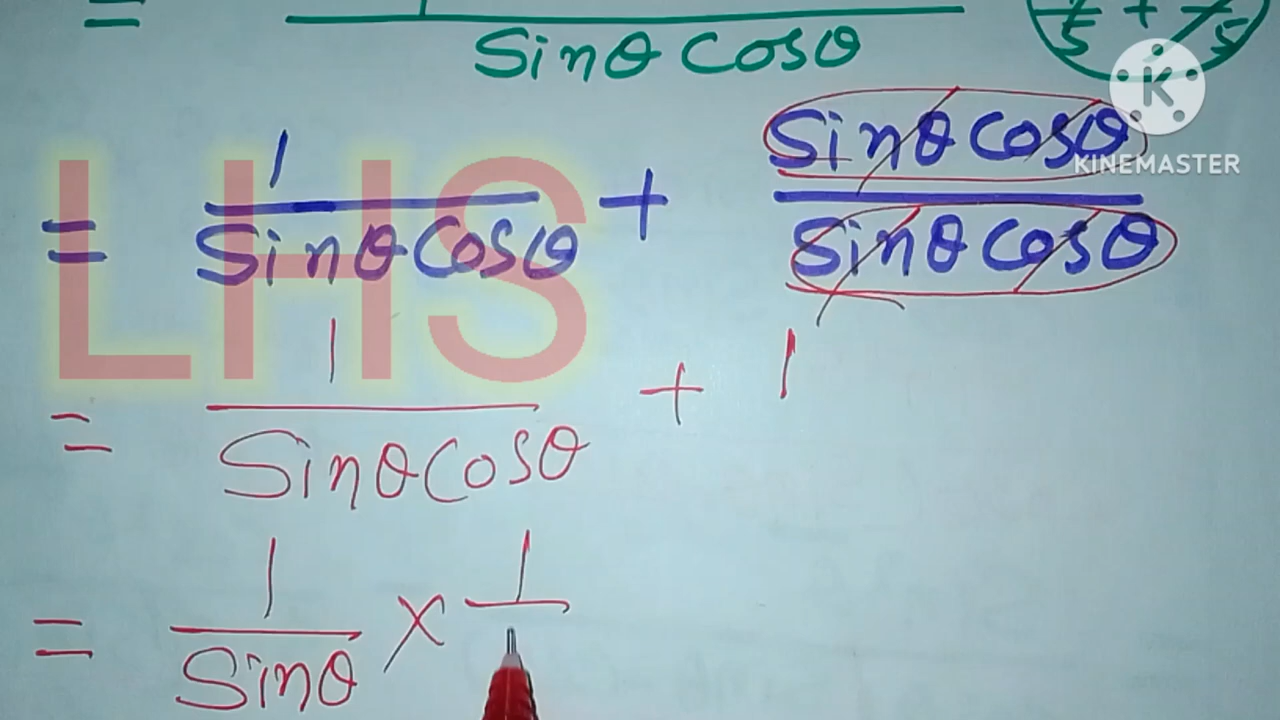 = Sinθ Cosθ
KINEMASTER
= 1/Sinθ Cosθ + Sinθ Cosθ/Sinθ Cosθ
LHS
= 1/Sinθ Cosθ + 1
= 1/Sinθ × 1